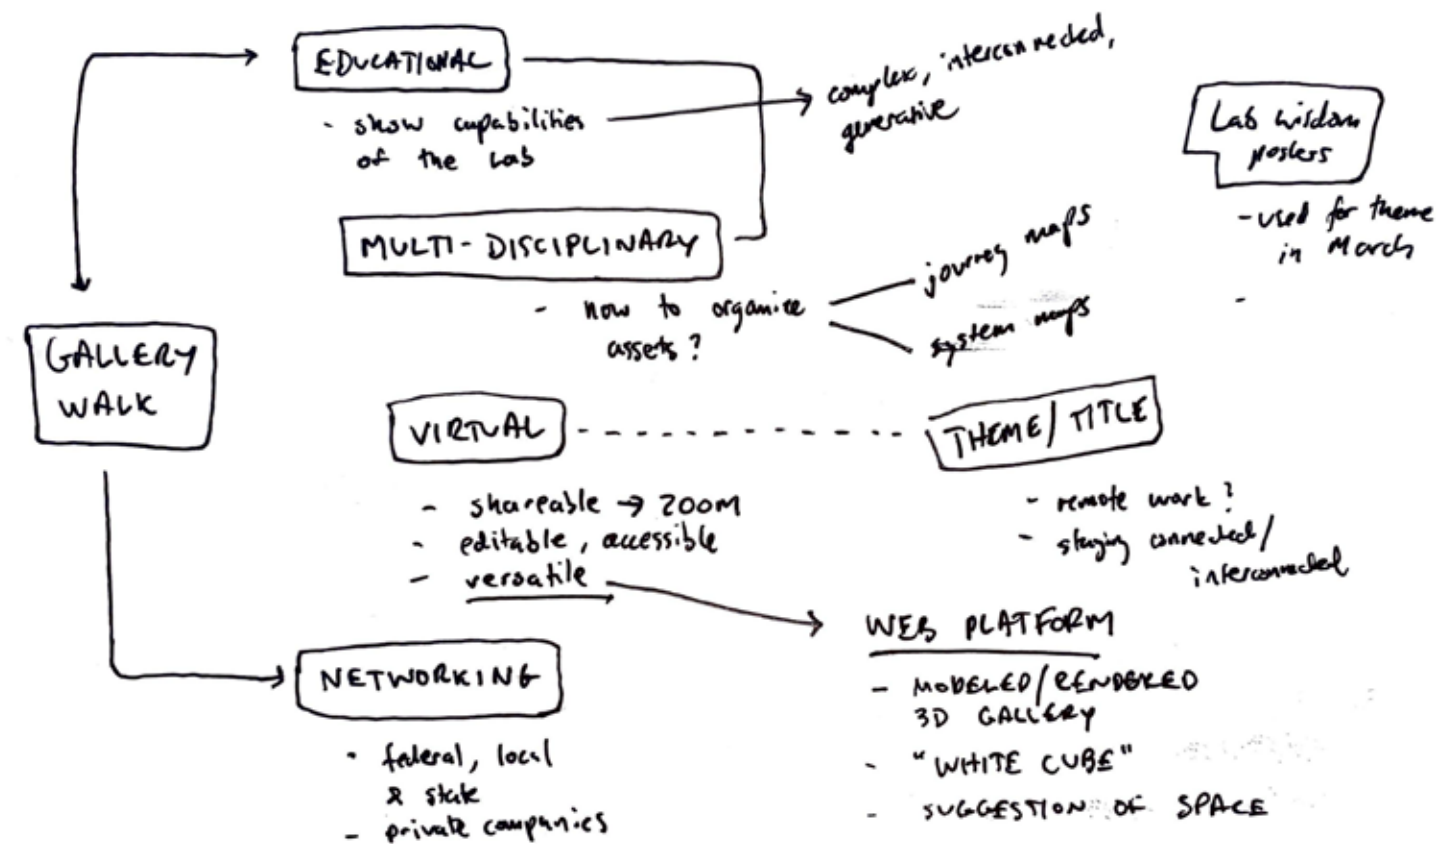 EDUCATIONAL
- show capabilities
of the Lab
complex, interconnected,
generative
Lab wisdom
posters
- used for theme
in March
-
MULTI-DISCIPLINARY
- how to organize
assets?
journey maps
system maps
GALLERY
WALK
VIRTUAL
- shareable → ZOOM
- editable, accessible
- versatile
THEME/TITLE
- remote work?
- staying connected/
interconnected
WEB PLATFORM
- MODELED/RENDERED
3D GALLERY
- "WHITE CUBE"
- SUGGESTION OF SPACE
NETWORKING
- federal, local
& state
- private companies